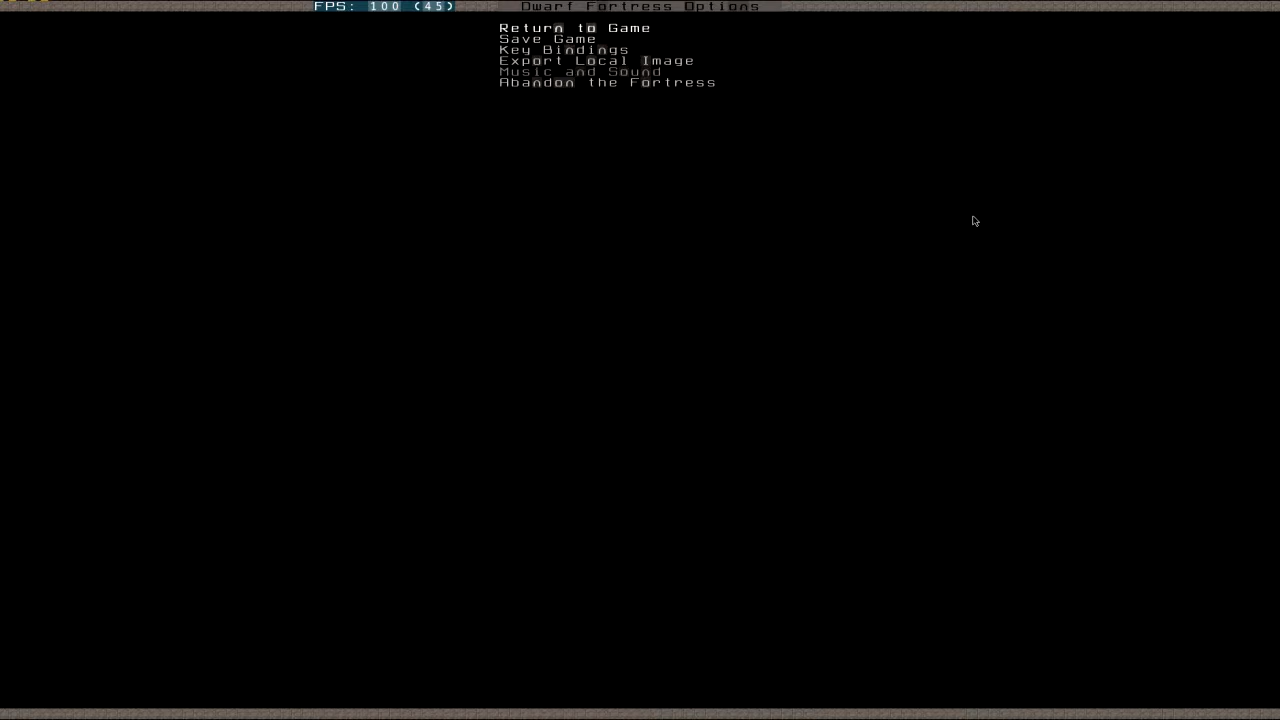 FPS: 100 (45) Dwarf Fortress Options
Return to Game
Save Game
Key Bindings
Export Local Image
Music and Sound
Abandon the Fortress